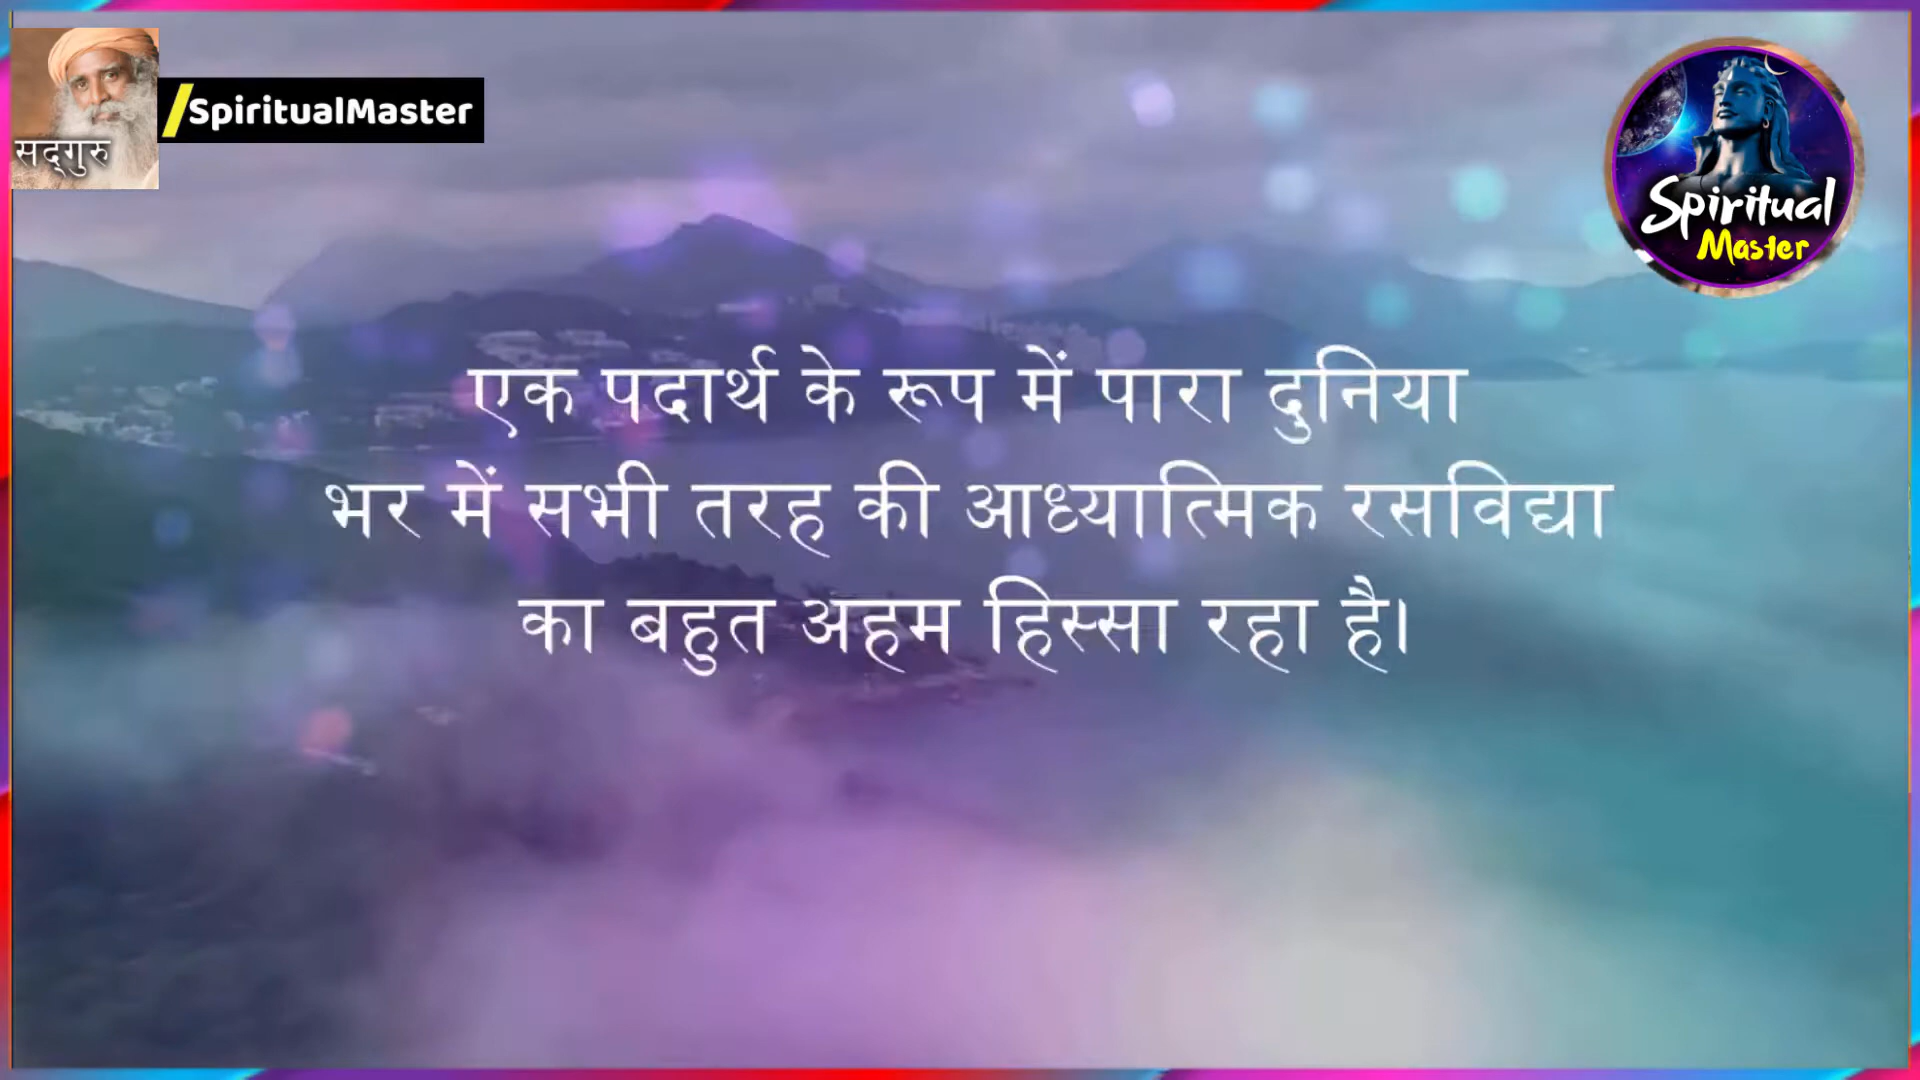 /SpiritualMaster
सद्गुरु
Spiritual
Master
एक पदार्थ के रूप में पारा दुनिया
भर में सभी तरह की आध्यात्मिक रसविद्या
का बहुत अहम हिस्सा रहा है।